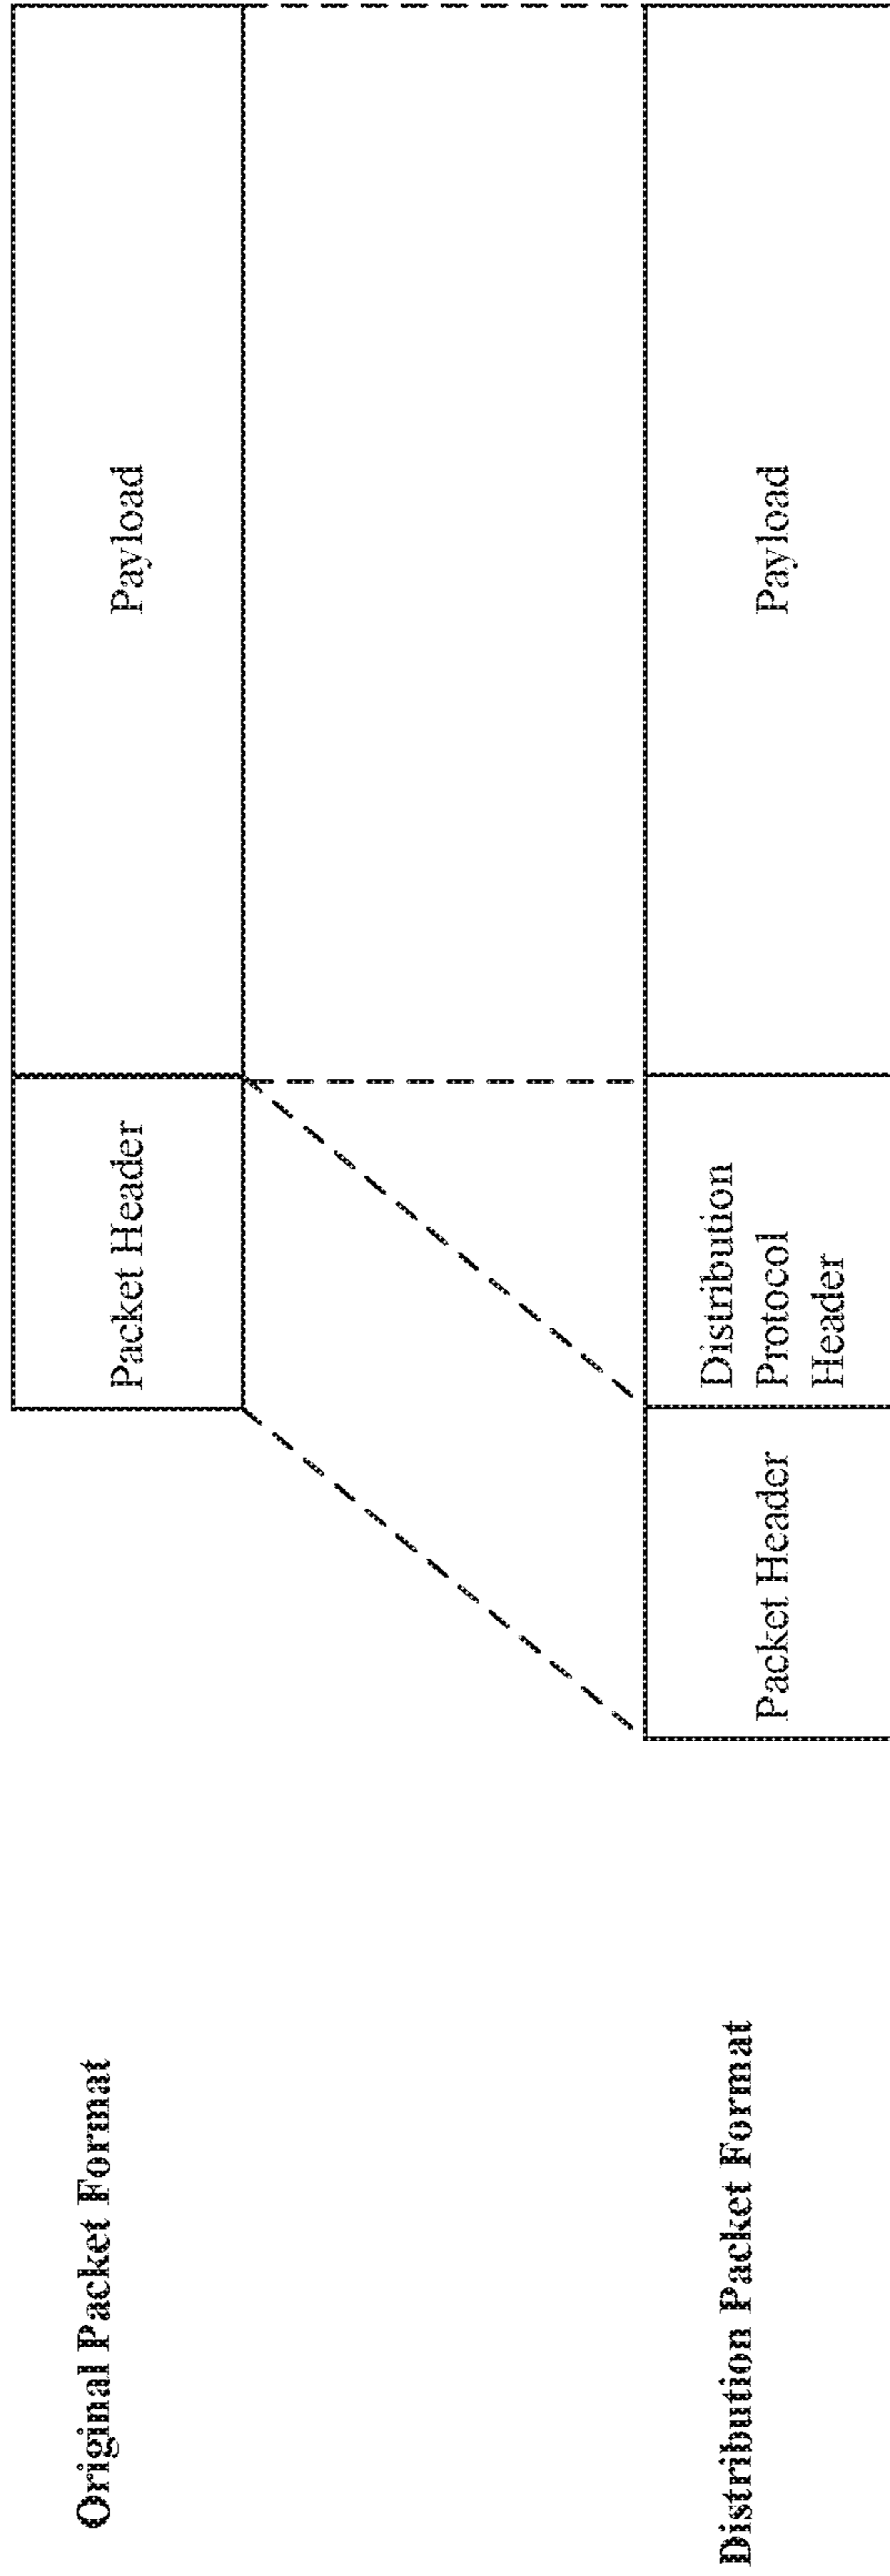 Original Packet Format
Packet Header
Payload
Distribution Packet Format
Packet Header
Distribution
Protocol
Header
Payload